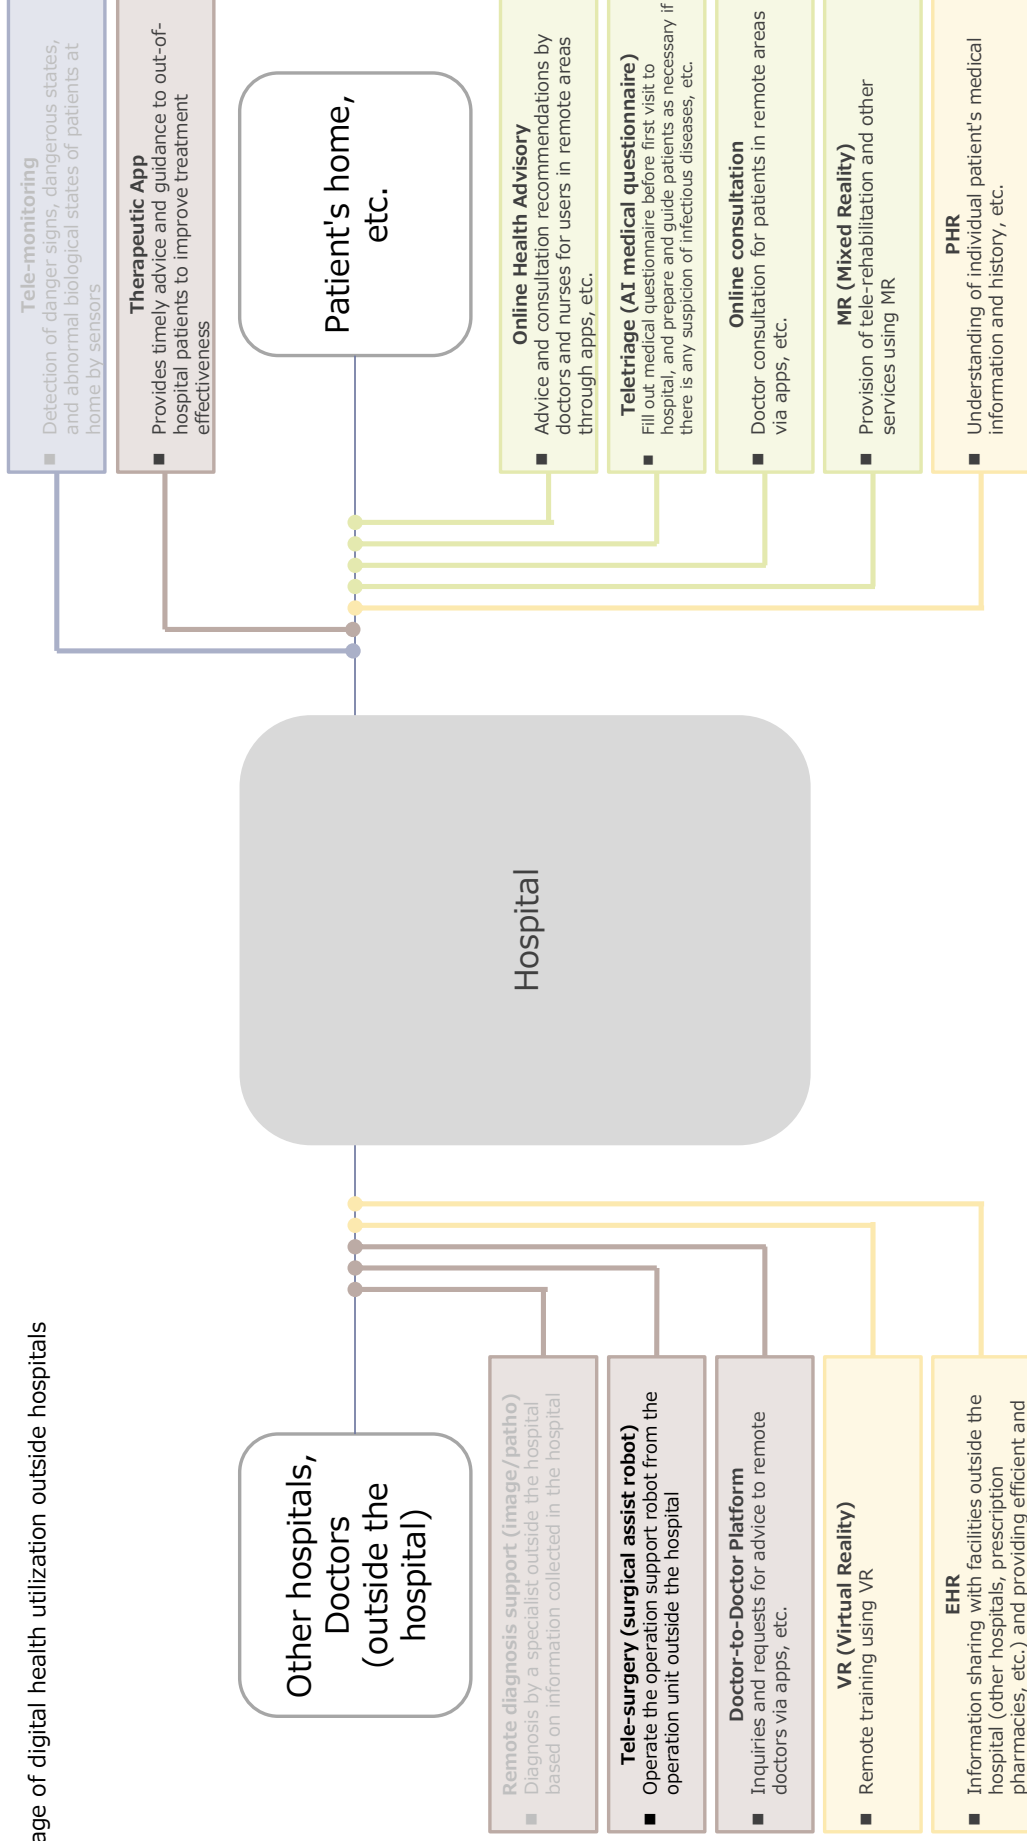 age of digital health utilization outside hospitals
Other hospitals,
Doctors
(outside the
hospital)
Remote diagnosis support (image/patho)
■ Diagnosis by a specialist outside the hospital
based on information collected in the hospital
Tele-surgery (surgical assist robot)
■ Operate the operation support robot from the
operation unit outside the hospital
Doctor-to-Doctor Platform
■ Inquiries and requests for advice to remote
doctors via apps, etc.
VR (Virtual Reality)
■ Remote training using VR
EHR
■ Information sharing with facilities outside the
hospital (other hospitals, prescription
pharmacies, etc.) and providing efficient and
Hospital
Tele-monitoring
■ Detection of danger signs, dangerous states,
and abnormal biological states of patients at
home by sensors
Therapeutic App
■ Provides timely advice and guidance to out-of-
hospital patients to improve treatment
effectiveness
Patient's home,
etc.
Online Health Advisory
■ Advice and consultation recommendations by
doctors and nurses for users in remote areas
through apps, etc.
Teletriage (AI medical questionnaire)
■ Fill out medical questionnaire before first visit to
hospital, and prepare and guide patients as necessary if
there is any suspicion of infectious diseases, etc.
Online consultation
■ Doctor consultation for patients in remote areas
via apps, etc.
MR (Mixed Reality)
■ Provision of tele-rehabilitation and other
services using MR
PHR
■ Understanding of individual patient's medical
information and history, etc.